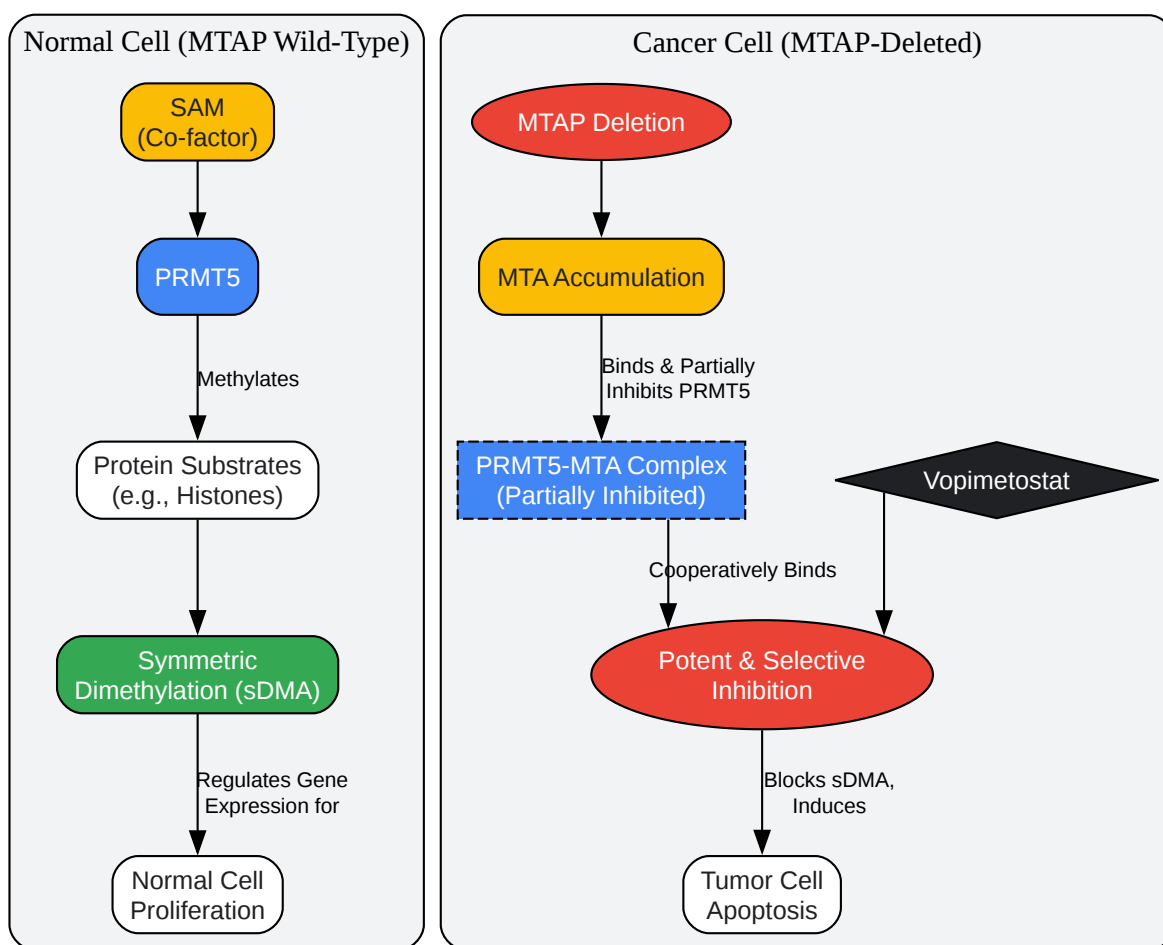 Normal Cell (MTAP Wild-Type)
SAM
(Co-factor)
PRMT5
Methylates
Protein Substrates
(e.g., Histones)
Symmetric
Dimethylation (sDMA)
Regulates Gene
Expression for
Normal Cell
Proliferation
Cancer Cell (MTAP-Deleted)
MTAP Deletion
MTA Accumulation
Binds & Partially
Inhibits PRMT5
PRMT5-MTA Complex
(Partially Inhibited)
Vopimetostat
Cooperatively Binds
Potent & Selective
Inhibition
Blocks sDMA,
Induces
Tumor Cell
Apoptosis